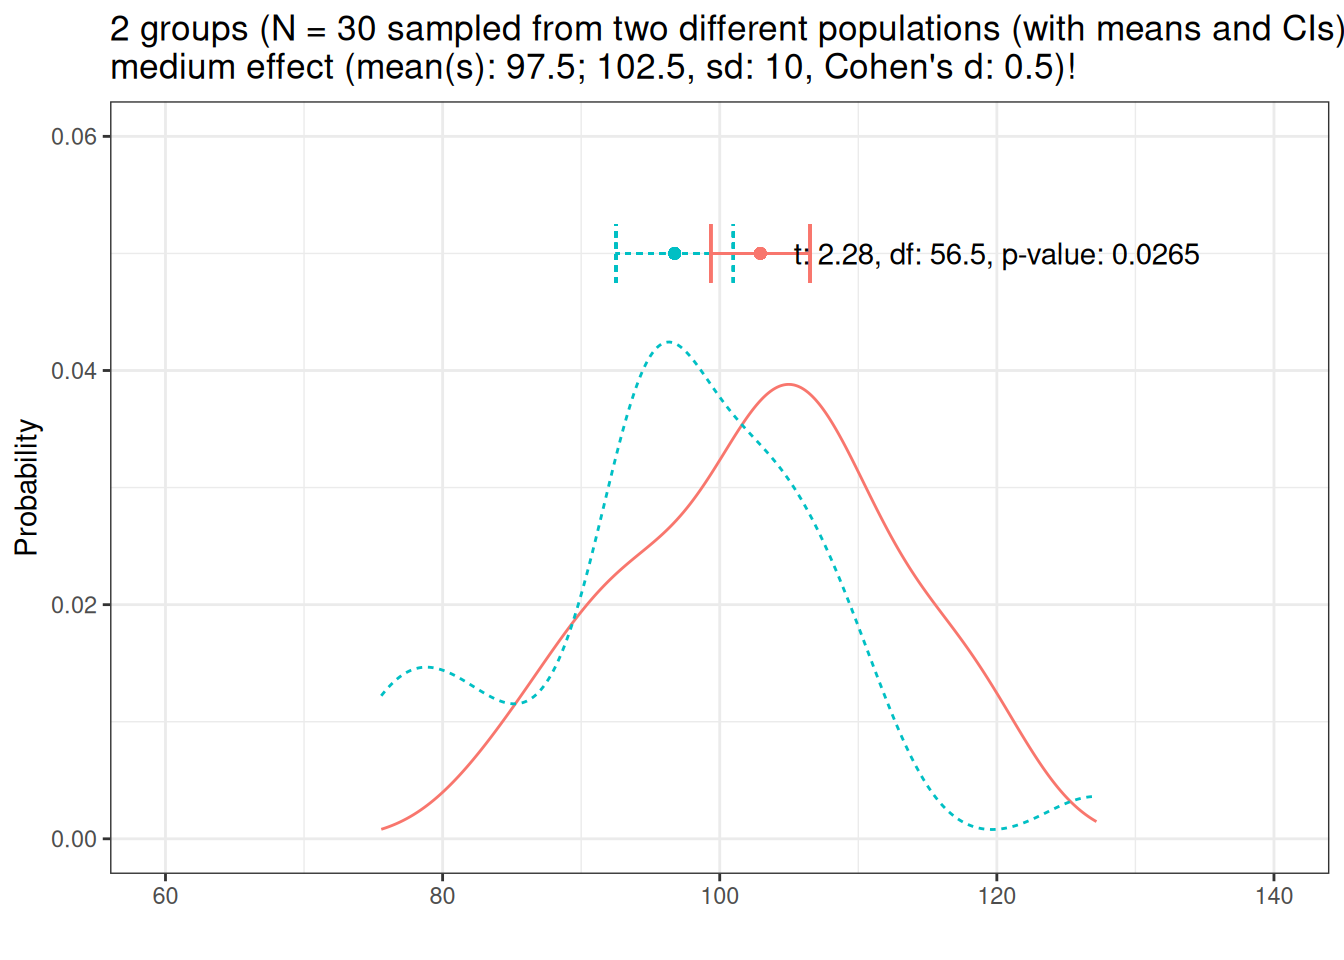 2 groups (N = 30 sampled from two different populations (with means and CIs)
medium effect (mean(s): 97.5; 102.5, sd: 10, Cohen's d: 0.5)!
0.06
t: 2.28, df: 56.5, p-value: 0.0265
0.04
Probability
0.02
0.00
60 80 100 120 140